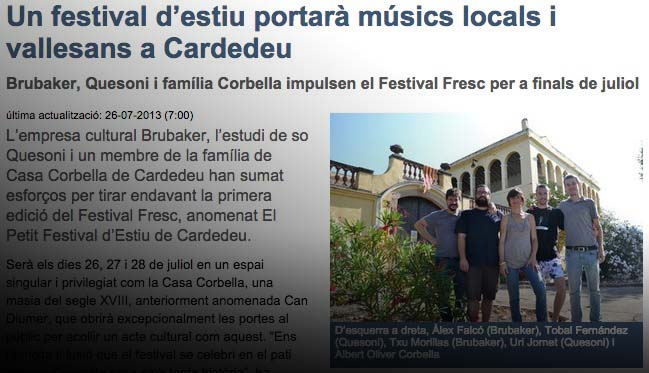 Un festival d'estiu portarà músics locals i
vallesans a Cardedeu
Brubaker, Quesoni i família Corbella impulsen el Festival Fresc per a finals de juliol
última actualizació: 26-07-2013 (7:00)
L'empresa cultural Brubaker, l'estudi de so
Quesoni i un membre de la família de
Casa Corbella de Cardedeu han sumat
esforços per tirar endavant la primera
edició del Festival Fresc, anomenat El
Petit Festival d'Estiu de Cardedeu.
Serà els dies 26, 27 i 28 de juliol en un espai
singular i privilegiat com la Casa Corbella, una
masia del segle XVIII, anteriorment anomenada Can
Diumer, que obrirà excepcionalment les portes al
públic per acollir un acte cultural com aquest. "Ens
que el festival se celebri en el pati
D'esquerra a dreta, Àlex Falcó (Brubaker), Tobal Fernández
(Quesoni), Txu Morillas (Brubaker), Uri Jornet (Quesoni) i
Albert Oliver Corbella